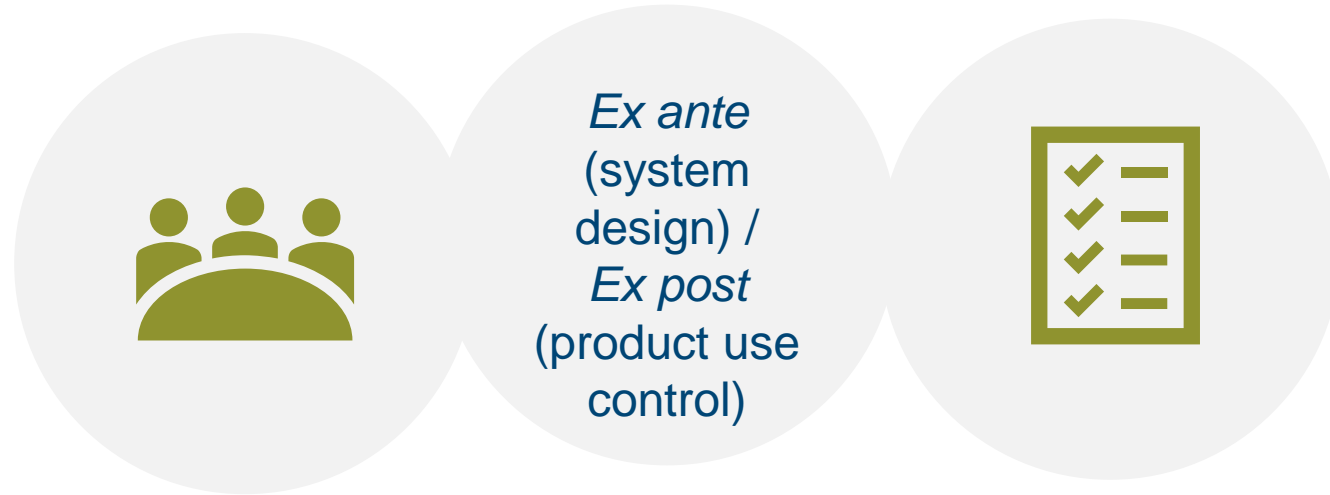 Ex ante
(system
design) /
Ex post
(product use
control)